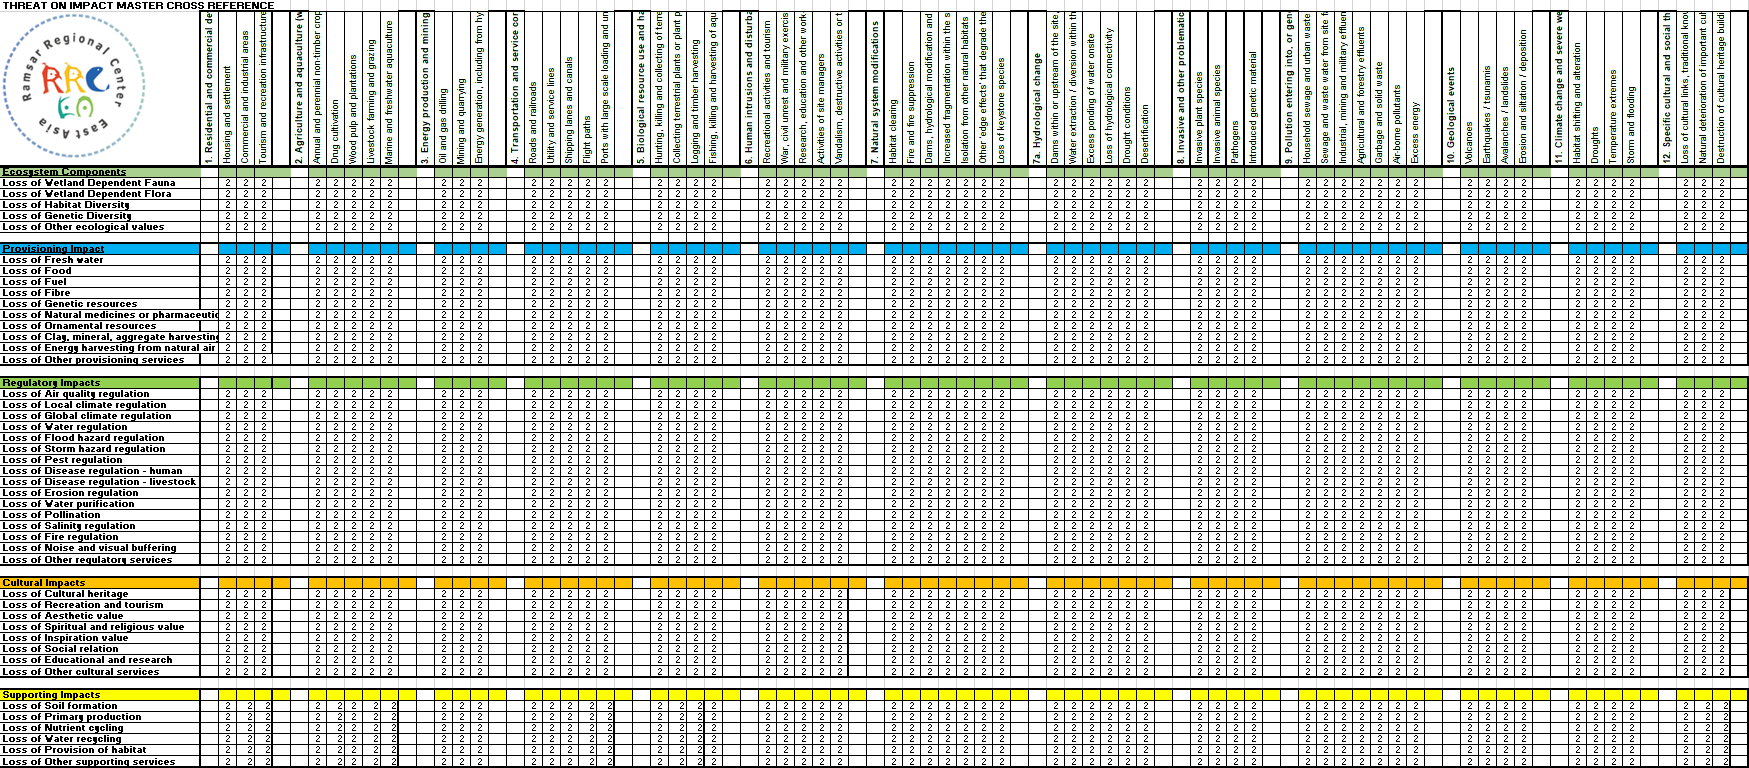 THREAT ON IMPACT MASTER CROSS REFERENCE
Ramsar Regional Center
RRC
EA
East Asia
1. Residential and commercial de
Housing and settlement
Commercial and industrial areas
Tourism and recreation infrastructure
2. Agriculture and aquaculture (w
Annual and perennial non-timber crop
Drug cultivation
Wood pulp and plantations
Livestock farming and grazing
Marine and freshwater aquaculture
3. Energy production and mining
Oil and gas drilling
Mining and quarrying
Energy generation, including from hy
4. Transportation and service cor
Roads and railroads
Utility and service lines
Shipping lanes and canals
Flight paths
Ports with large scale loading and un
5. Biological resource use and ha
Hunting, killing and collecting of terre
Collecting terrestrial plants or plant p
Logging and timber harvesting
Fishing, killing and harvesting of aqu
6. Human intrusions and disturba
Recreational activities and tourism
War, civil unrest and military exercis
Research, education and other work-
Activities of site managers
Vandalism, destructive activities or t
7. Natural system modifications
Habitat clearing
Fire and fire suppression
Dams, hydrological modification and
Increased fragmentation within the s
Isolation from other natural habitats
Other 'edge effects' that degrade the
Loss of keystone species
7a. Hydrological change
Dams within or upstream of the site,
Water extraction / diversion within th
Excess ponding of water onsite
Loss of hydrological connectivity
Drought conditions
Desertification
8. Invasive and other problematic
Invasive plant species
Invasive animal species
Pathogens
Introduced genetic material
9. Pollution entering into, or gen
Household sewage and urban waste
Sewage and waste water from site f
Industrial, mining and military effluen
Agricultural and forestry effluents
Garbage and solid waste
Air-borne pollutants
Excess energy
10. Geological events
Volcanoes
Earthquakes / tsunamis
Avalanches / landslides
Erosion and siltation / deposition
11. Climate change and severe we
Habitat shifting and alteration
Droughts
Temperature extremes
Storm and flooding
12. Specific cultural and social th
Loss of cultural links, traditional know
Natural deterioration of important cul
Destruction of cultural heritage buildi
Ecosystem Components
Loss of Wetland Dependent Fauna
Loss of Wetland Dependent Flora
Loss of Habitat Diversity
Loss of Genetic Diversity
Loss of Other ecological values
Provisioning Impact
Loss of Fresh water
Loss of Food
Loss of Fuel
Loss of Fibre
Loss of Genetic resources
Loss of Natural medicines or pharmaceutic
Loss of Ornamental resources
Loss of Clay, mineral, aggregate harvesting
Loss of Energy harvesting from natural air
Loss of Other provisioning services
Regulatory Impacts
Loss of Air quality regulation
Loss of Local climate regulation
Loss of Global climate regulation
Loss of Water regulation
Loss of Flood hazard regulation
Loss of Storm hazard regulation
Loss of Pest regulation
Loss of Disease regulation - human
Loss of Disease regulation - livestock
Loss of Erosion regulation
Loss of Water purification
Loss of Pollination
Loss of Salinity regulation
Loss of Fire regulation
Loss of Noise and visual buffering
Loss of Other regulatory services
Cultural Impacts
Loss of Cultural heritage
Loss of Recreation and tourism
Loss of Aesthetic value
Loss of Spiritual and religious value
Loss of Inspiration value
Loss of Social relation
Loss of Educational and research
Loss of Other cultural services
Supporting Impacts
Loss of Soil formation
Loss of Primary production
Loss of Nutrient cycling
Loss of Water recycling
Loss of Provision of habitat
Loss of Other supporting services